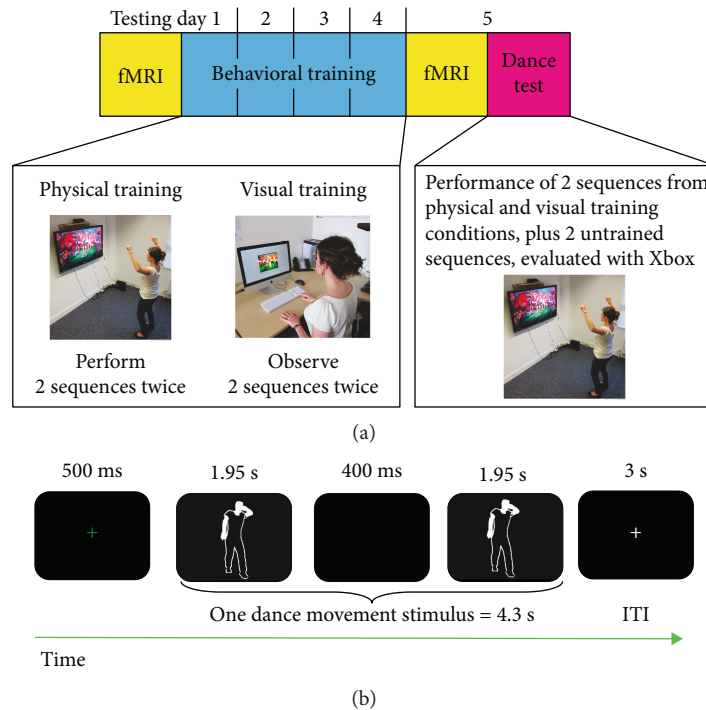 Testing day 1 2 3 4 5
fMRI Behavioral training fMRI Dance
test
Physical training Visual training
Perform
2 sequences twice
Observe
2 sequences twice
Performance of 2 sequences from
physical and visual training
conditions, plus 2 untrained
sequences, evaluated with Xbox
(a)
500 ms 1.95 s 400 ms 1.95 s 3 s
One dance movement stimulus = 4.3 s ITI
Time
(b)